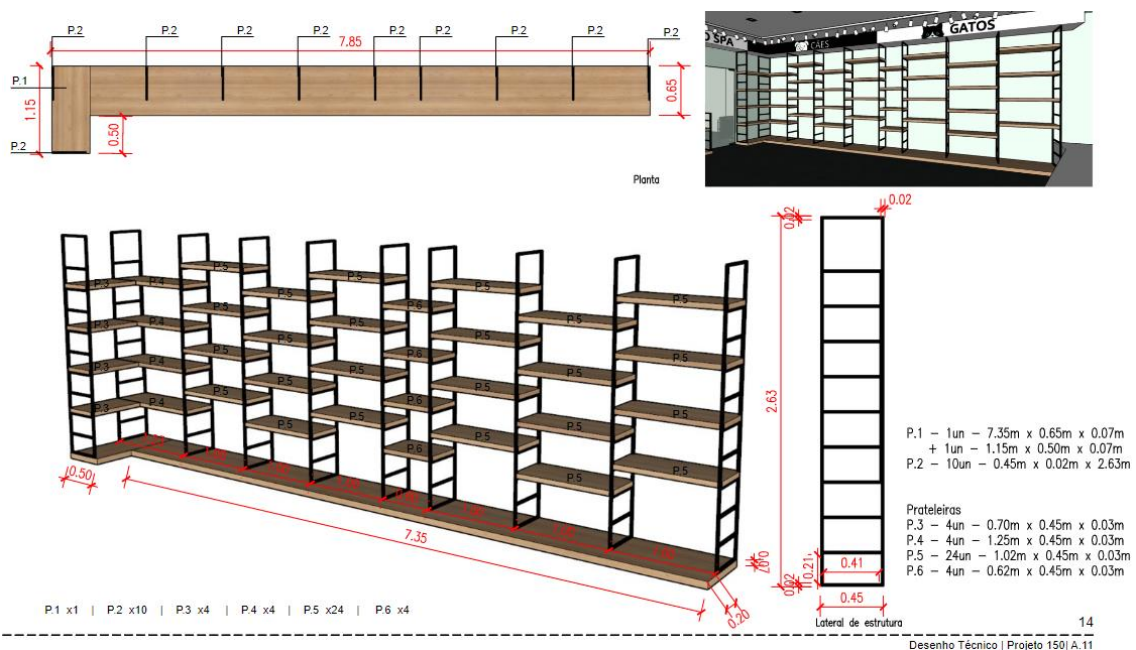 P.2 P.2 P.2 P.2 P.2 P.2 P.2 P.2 P.2
7.85
P.1
1.15
0.50
0.65
P.2
Planta
O SPA CÃES GATOS
P.3 P.4 P.5 P.5 P.5 P.6 P.5 P.5 P.5
P.3 P.4 P.5 P.5 P.5 P.6 P.5 P.5 P.5
P.3 P.4 P.5 P.5 P.5 P.6 P.5 P.5 P.5
P.3 P.4 P.5 P.5 P.5 P.6 P.5 P.5 P.5
0.50
7.35
0.07
0.20
0.02
0.02
2.63
0.21
0.02
0.41
0.45
Lateral de estrutura
P.1 - 1un - 7.35m x 0.65m x 0.07m
+ 1un - 1.15m x 0.50m x 0.07m
P.2 - 10un - 0.45m x 0.02m x 2.63m
Prateleiras
P.3 - 4un - 0.70m x 0.45m x 0.03m
P.4 - 4un - 1.25m x 0.45m x 0.03m
P.5 - 24un - 1.02m x 0.45m x 0.03m
P.6 - 4un - 0.62m x 0.45m x 0.03m
P.1 x1 | P.2 x10 | P.3 x4 | P.4 x4 | P.5 x24 | P.6 x4
14
Desenho Técnico | Projeto 150| A.11